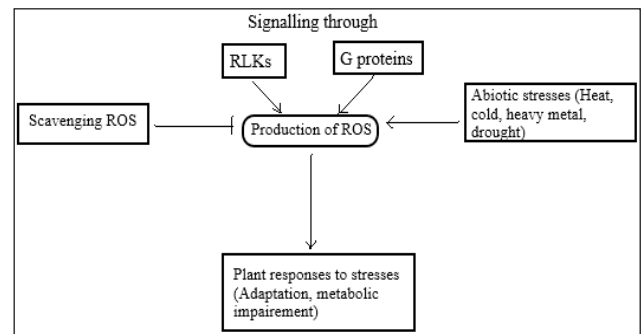 Signalling through
RLKs
G proteins
Scavenging ROS
Production of ROS
Abiotic stresses (Heat,
cold, heavy metal,
drought)
Plant responses to stresses
(Adaptation, metabolic
impairement)